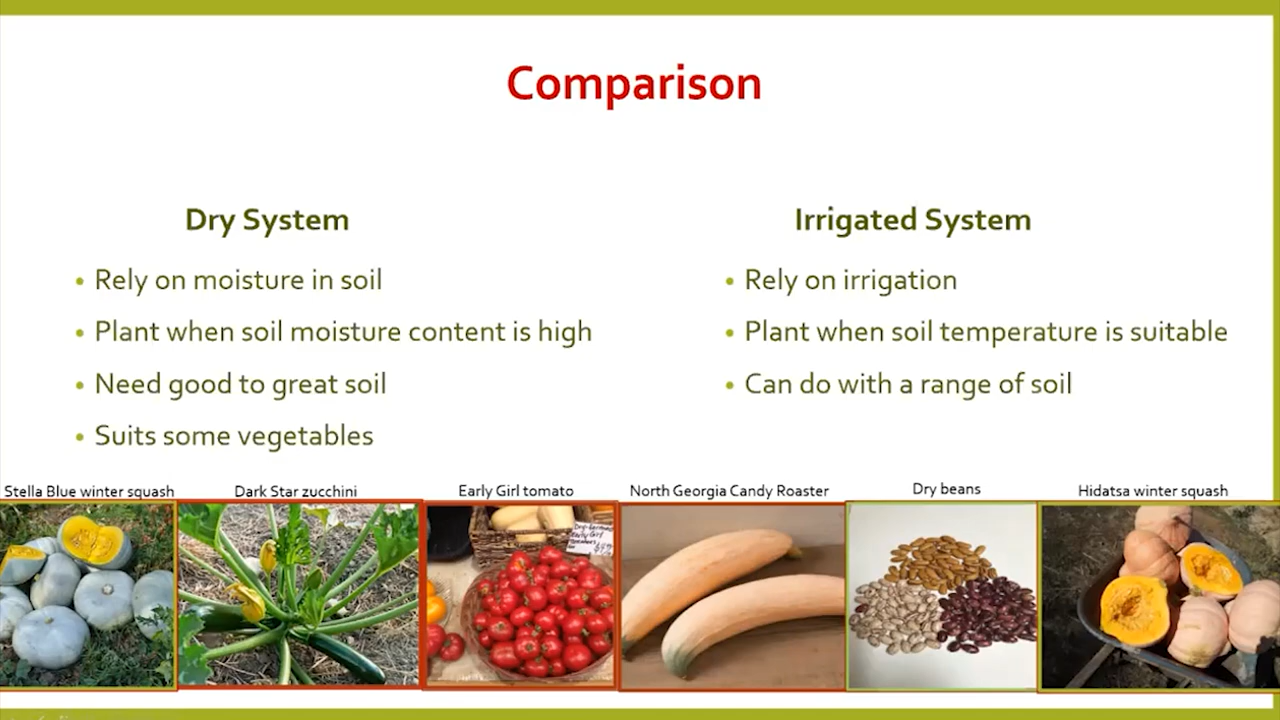 Comparison
Dry System
• Rely on moisture in soil
• Plant when soil moisture content is high
• Need good to great soil
• Suits some vegetables
Irrigated System
• Rely on irrigation
• Plant when soil temperature is suitable
• Can do with a range of soil
Stella Blue winter squash
Dark Star zucchini
Early Girl tomato
North Georgia Candy Roaster
Dry beans
Hidatsa winter squash
Early Girl